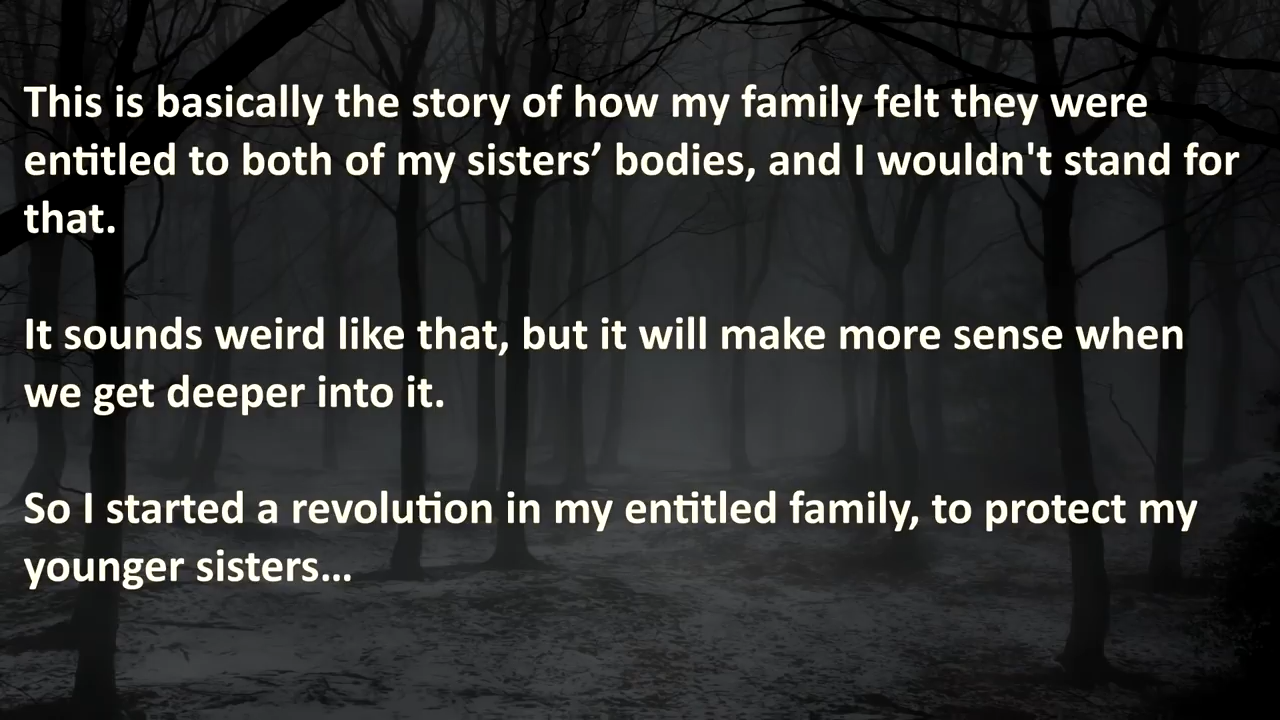 This is basically the story of how my family felt they were
entitled to both of my sisters’ bodies, and I wouldn't stand for
that.
It sounds weird like that, but it will make more sense when
we get deeper into it.
So I started a revolution in my entitled family, to protect my
younger sisters…